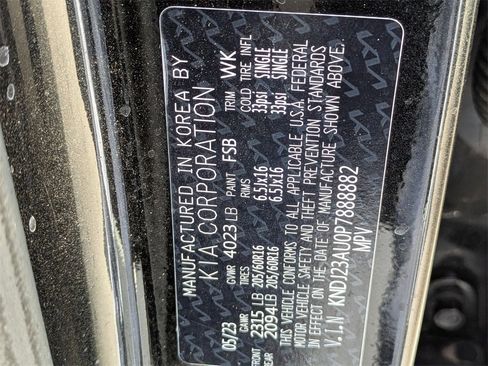 MANUFACTURED IN KOREA BY
KIA CORPORATION
05/23 GVWR 4023 LB PAINT FSB TRIM WK
GAWR TIRES RIMS COLD TIRE INFL
FRONT 2315 LB 205/60R16 6.5Jx16 33psi SINGLE
REAR 2094 LB 205/60R16 6.5Jx16 33psi SINGLE
THIS VEHICLE CONFORMS TO ALL APPLICABLE U.S.A. FEDERAL
MOTOR VEHICLE SAFETY AND THEFT PREVENTION STANDARDS
IN EFFECT ON THE DATE OF MANUFACTURE SHOWN ABOVE.
V.I.N KNDJ23AU0P7888882
MPV